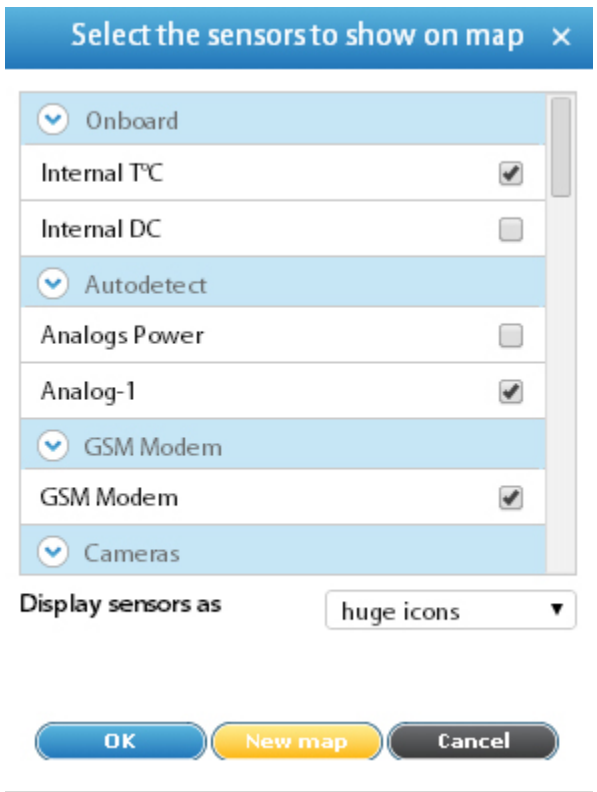 Select the sensors to show on map ×
Onboard
Internal TºC
Internal DC
Autodetect
Analogs Power
Analog-1
GSM Modem
GSM Modem
Cameras
Display sensors as huge icons
OK New map Cancel